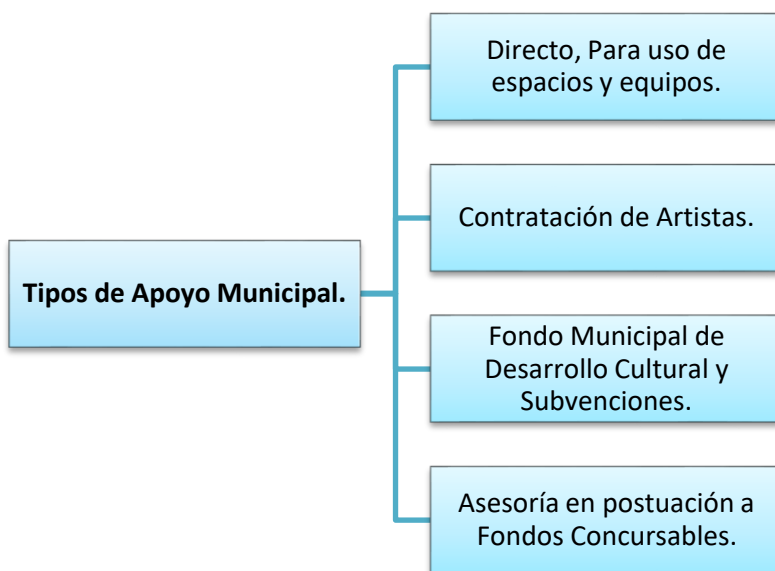 Directo, Para uso de
espacios y equipos.
Contratación de Artistas.
Tipos de Apoyo Municipal.
Fondo Municipal de
Desarrollo Cultural y
Subvenciones.
Asesoría en postuación a
Fondos Concursables.